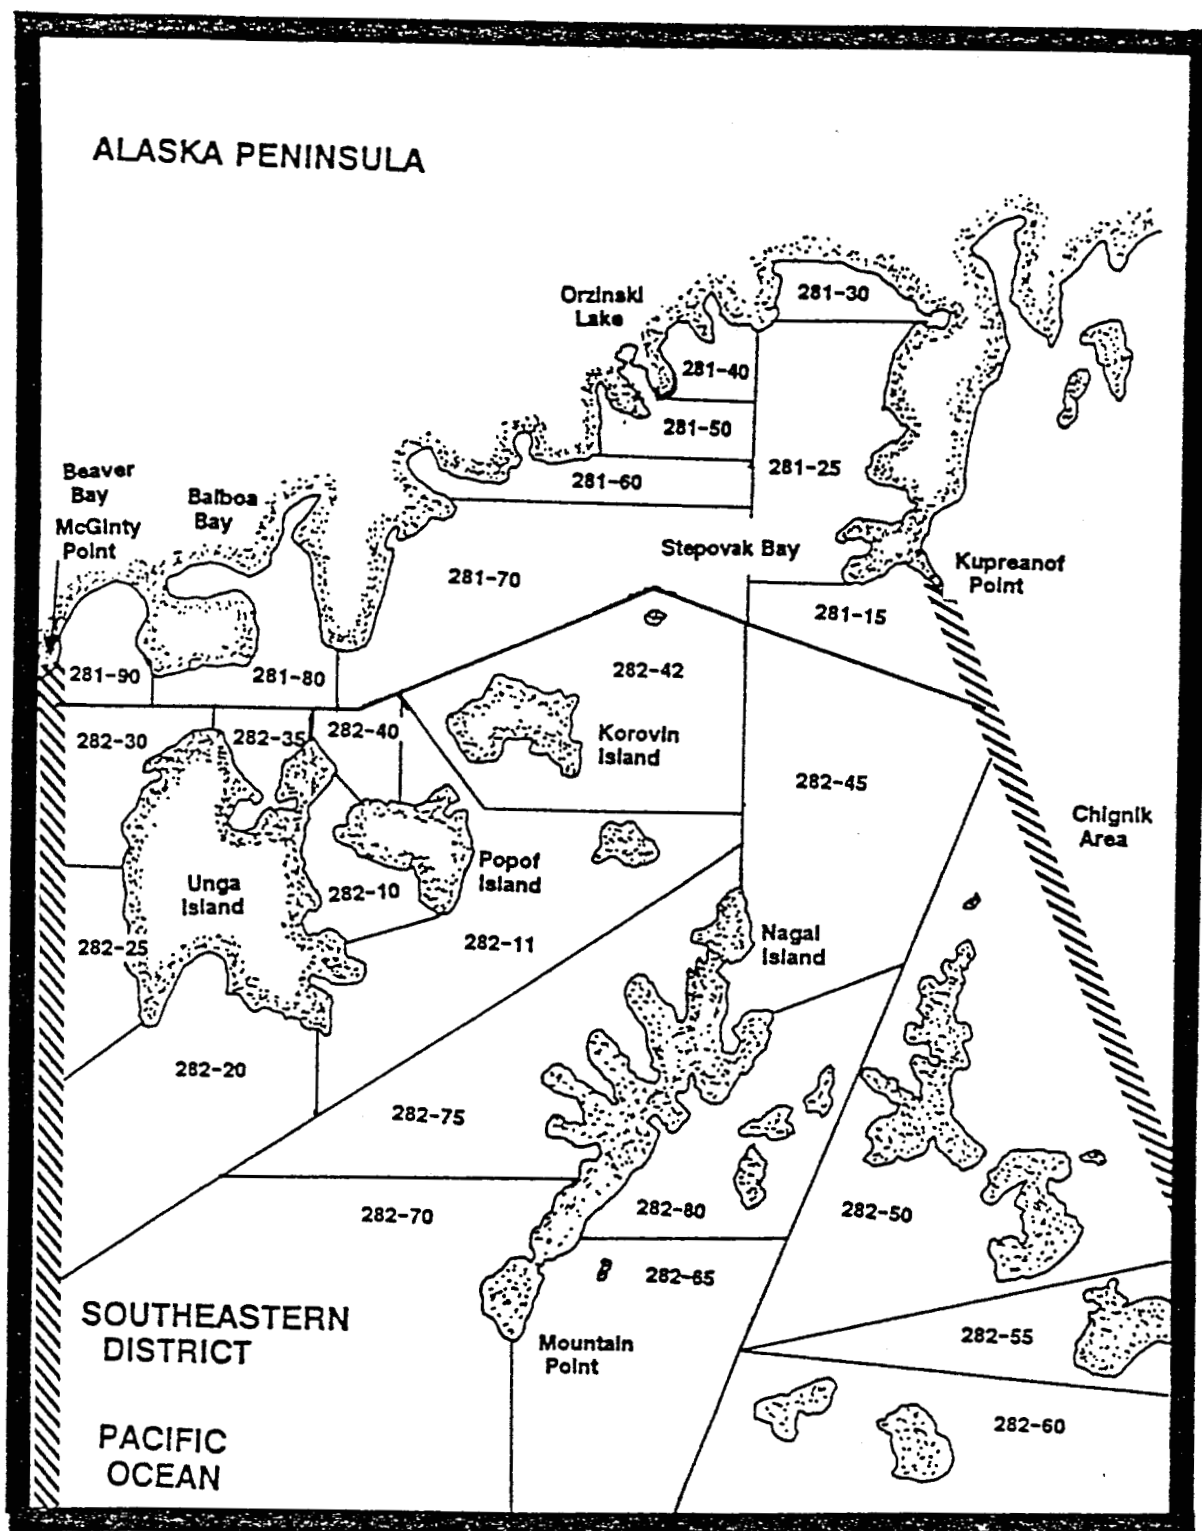 ALASKA PENINSULA
Orzinski
Lake
281-30
281-40
281-50
281-25
281-60
Beaver
Bay
Balboa
Bay
McGinty
Point
Stepovak Bay
Kupreanof
Point
281-70
281-15
281-90
281-80
282-42
282-30
282-35
282-40
Korovin
Island
282-45
Chignik
Area
Popof
Island
Unga
Island
282-10
282-11
282-25
Nagai
Island
282-20
282-75
282-70
282-80
282-50
282-65
SOUTHEASTERN
DISTRICT
Mountain
Point
282-55
282-60
PACIFIC
OCEAN